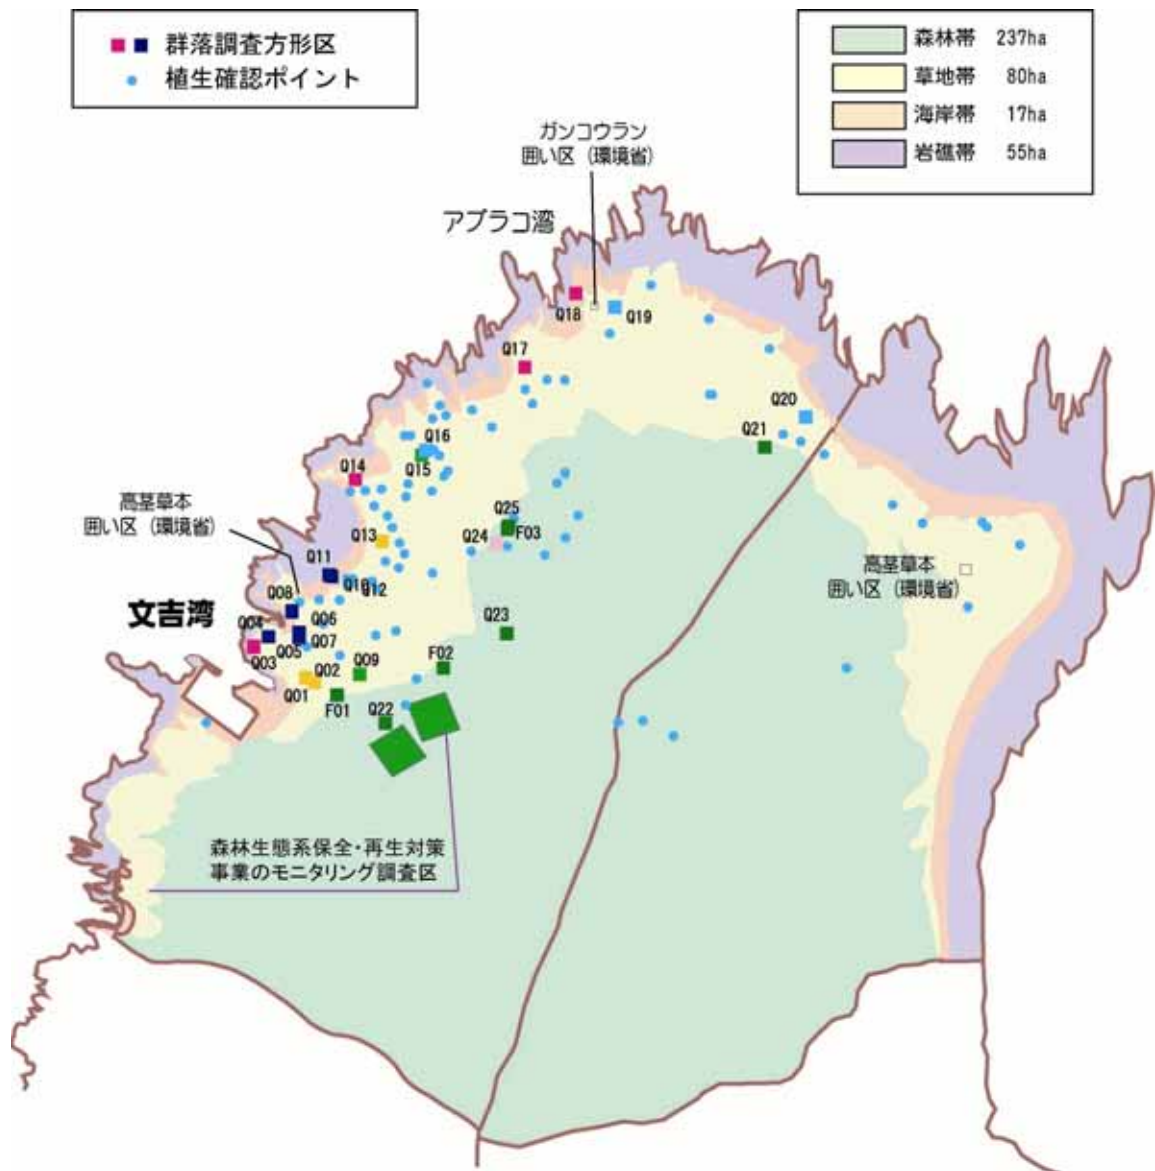 群落調査方形区
植生確認ポイント
森林帯 237ha
草地帯 80ha
海岸帯 17ha
岩礁帯 55ha
ガンコウラン
囲い区(環境省)
アブラコ湾
Q18
Q19
Q17
Q20
Q21
Q16
Q15
Q14
高茎草本
囲い区(環境省)
Q25
F03
Q24
Q13
Q11
Q10
Q12
高茎草本
囲い区(環境省)
Q08
文吉湾
Q04
Q06
Q07
Q05
Q03
Q23
Q02
Q09
F02
Q01
F01
Q22
森林生態系保全・再生対策
事業のモニタリング調査区